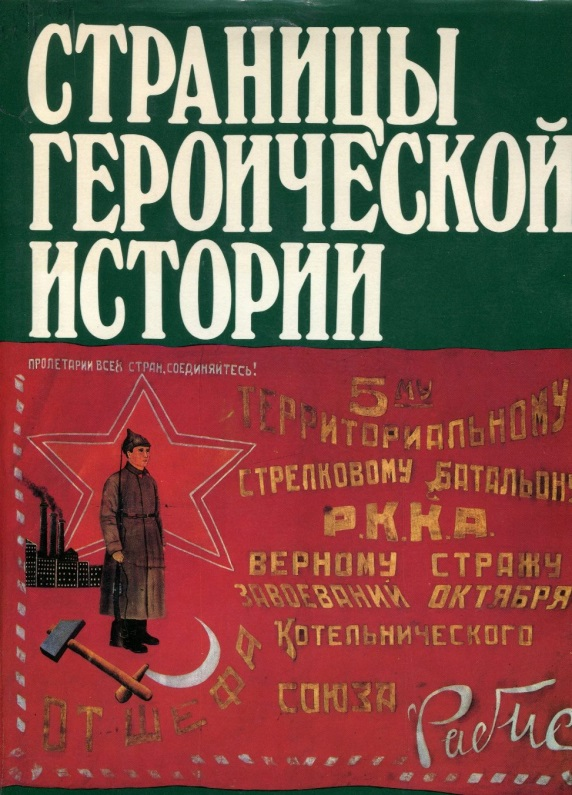 СТРАНИЦЫ
ГЕРОИЧЕСКОЙ
ИСТОРИИ
ПРОЛЕТАРИИ ВСЕХ СТРАН, СОЕДИНЯЙТЕСЬ!
5МУ
ТЕРРИТОРИАЛЬНОМУ
СТРЕЛКОВОМУ БАТАЛЬОНУ
Р.К.К.А.
ВЕРНОМУ СТРАЖУ
ЗАВОЕВАНИЙ ОКТЯБРЯ
ОТ ШЕФА
КОТЕЛЬНИЧЕСКОГО
СОЮЗА
Рабис